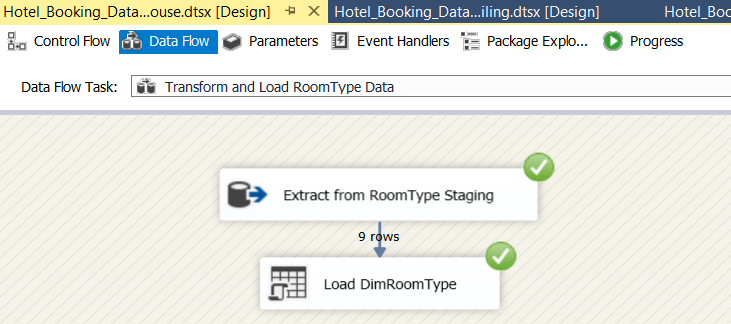 Hotel_Booking_Data...ouse.dtsx [Design] Hotel_Booking_Data...iling.dtsx [Design] Hotel_Boo
Control Flow Data Flow Parameters Event Handlers Package Explo... Progress
Data Flow Task: Transform and Load RoomType Data
Extract from RoomType Staging
9 rows
Load DimRoomType